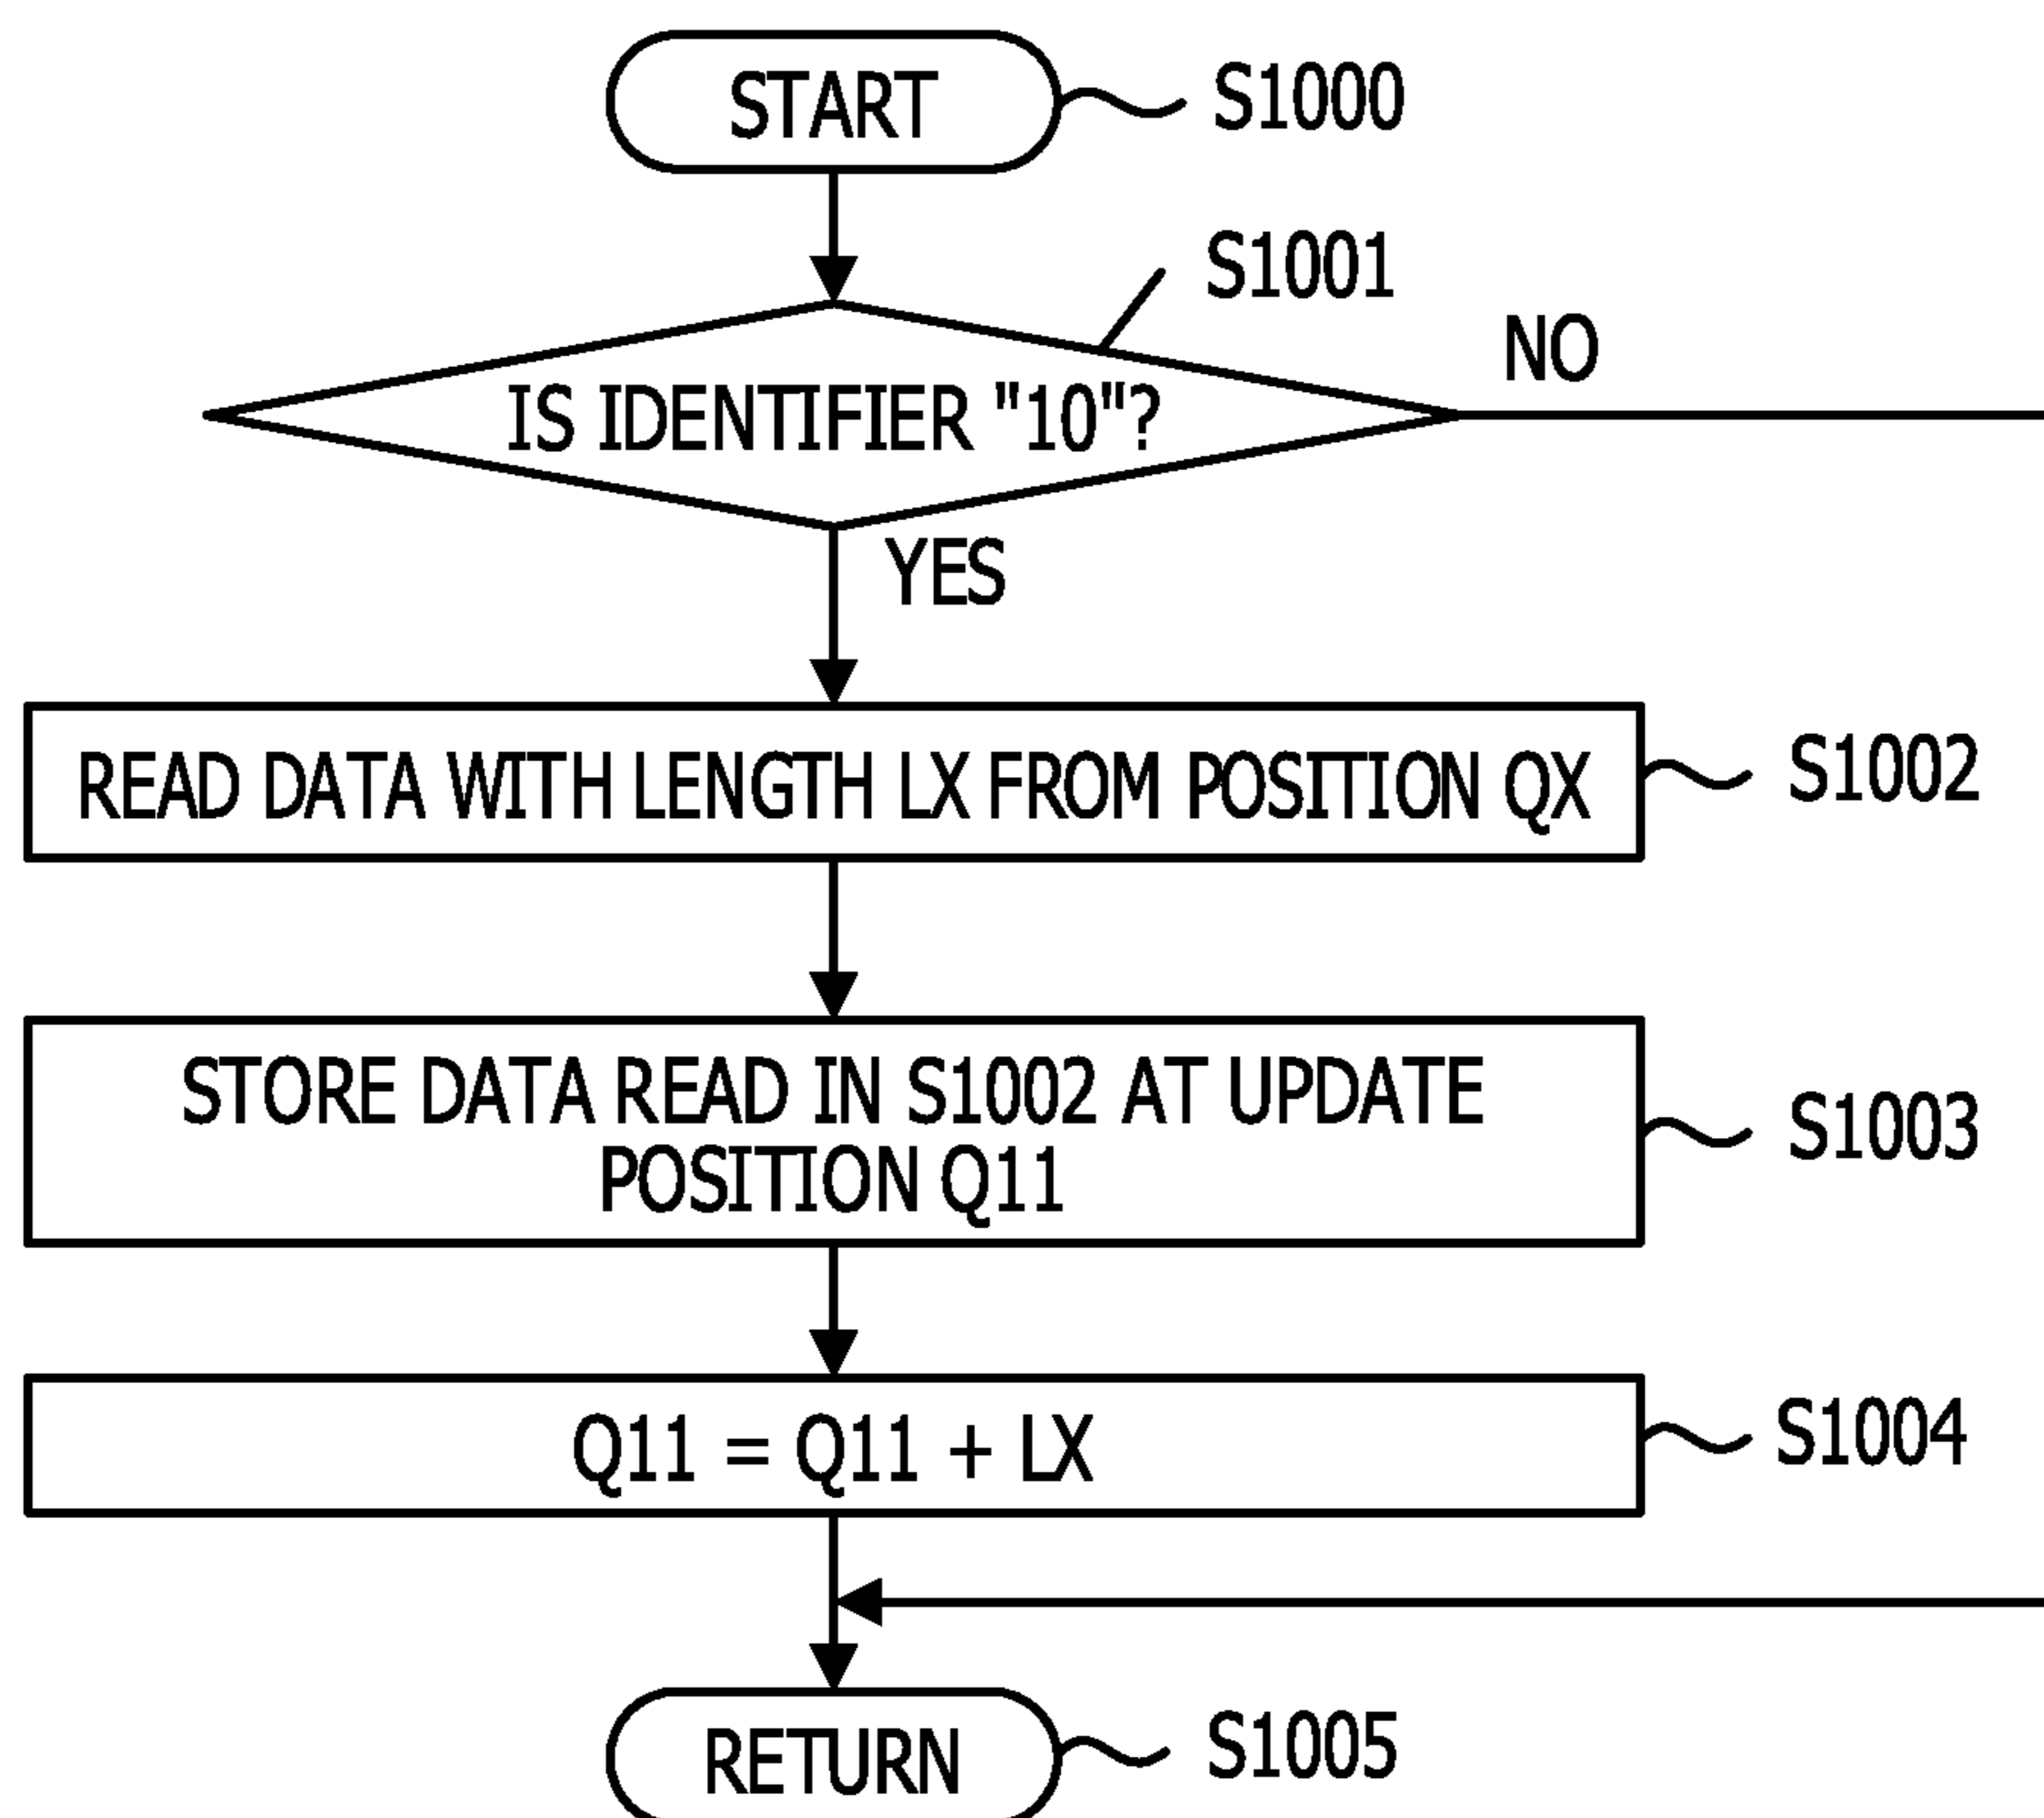 START
S1000
S1001
IS IDENTIFIER "10"?
NO
YES
READ DATA WITH LENGTH LX FROM POSITION QX
S1002
STORE DATA READ IN S1002 AT UPDATE
POSITION Q11
S1003
Q11 = Q11 + LX
S1004
RETURN
S1005